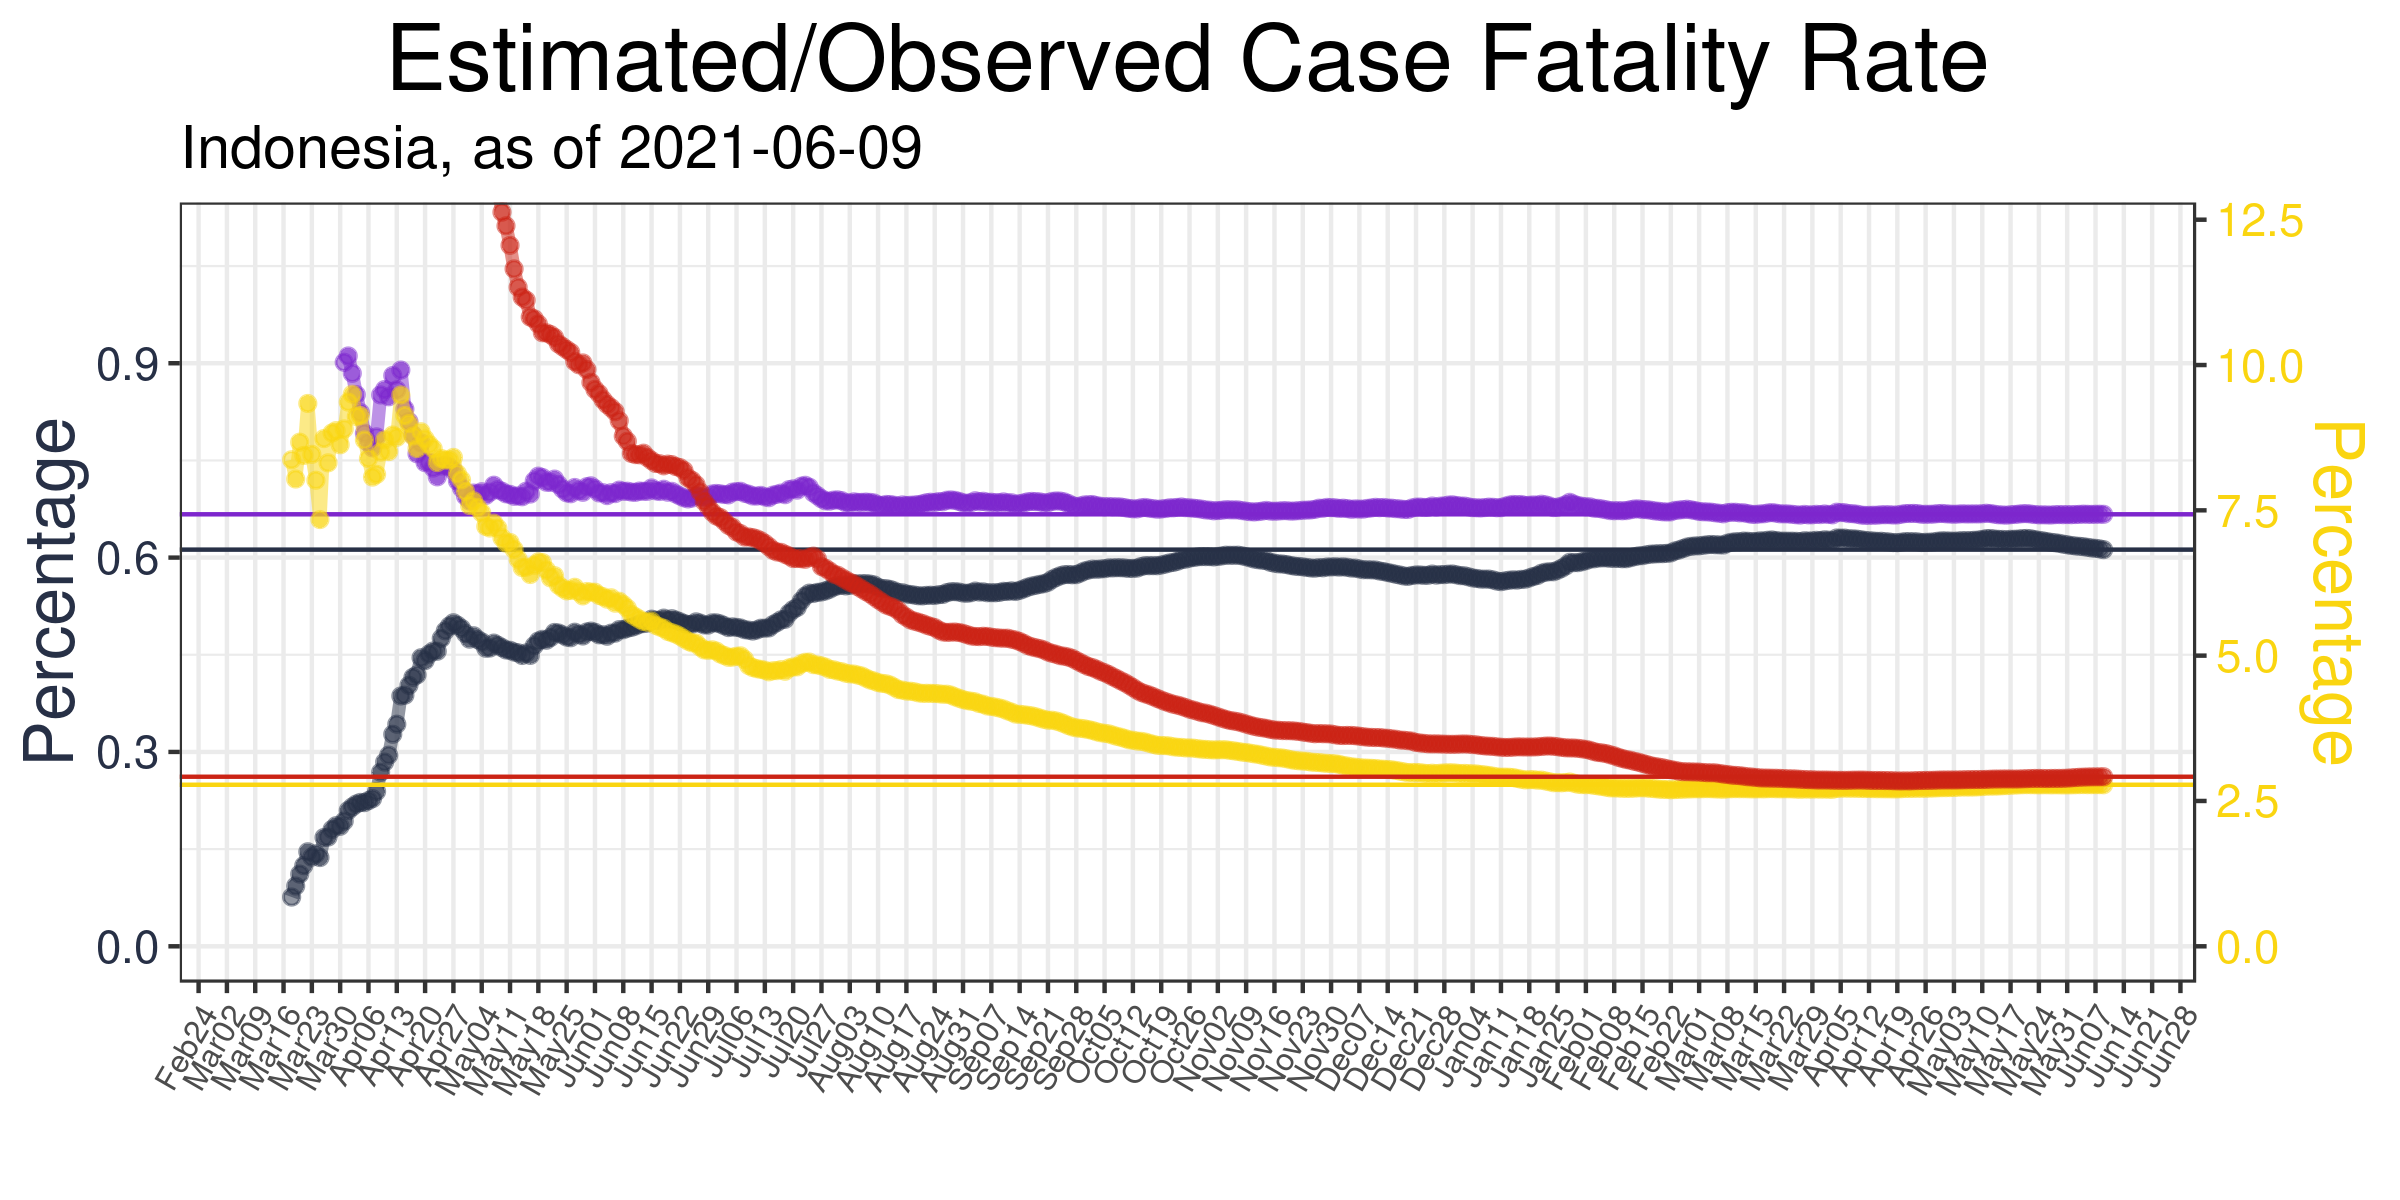 Estimated/Observed Case Fatality Rate
Indonesia, as of 2021-06-09
Percentage
0.9
0.6
0.3
0.0
12.5
10.0
7.5
5.0
2.5
0.0
Percentage
Feb24
Mar02
Mar09
Mar16
Mar23
Mar30
Apr06
Apr13
Apr20
Apr27
May04
May11
May18
May25
Jun01
Jun08
Jun15
Jun22
Jun29
Jul06
Jul13
Jul20
Jul27
Aug03
Aug10
Aug17
Aug24
Aug31
Sep07
Sep14
Sep21
Sep28
Oct05
Oct12
Oct19
Oct26
Nov02
Nov09
Nov16
Nov23
Nov30
Dec07
Dec14
Dec21
Dec28
Jan04
Jan11
Jan18
Jan25
Feb01
Feb08
Feb15
Feb22
Mar01
Mar08
Mar15
Mar22
Mar29
Apr05
Apr12
Apr19
Apr26
May03
May10
May17
May24
May31
Jun07
Jun14
Jun21
Jun28